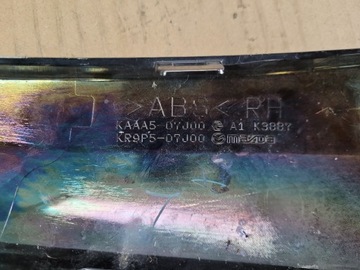 >ABS< RH
KAAA5-07J00 A1 K3887
KR9P5-07J00 mazda